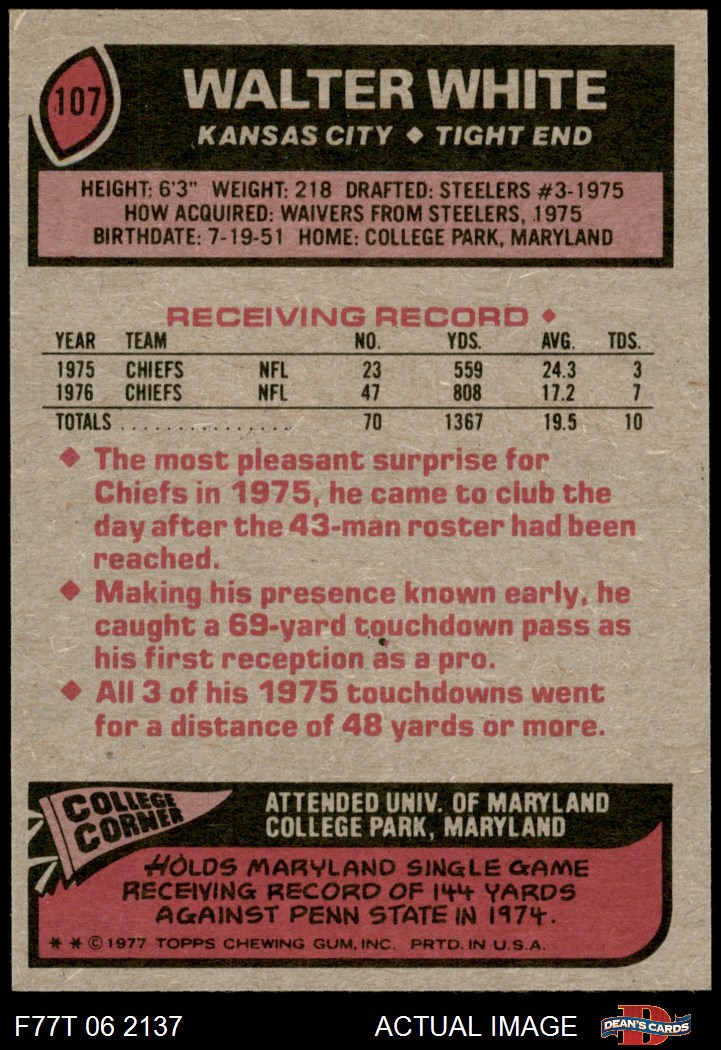 107
WALTER WHITE
KANSAS CITY ♦ TIGHT END
HEIGHT: 6'3" WEIGHT: 218 DRAFTED: STEELERS #3-1975
HOW ACQUIRED: WAIVERS FROM STEELERS, 1975
BIRTHDATE: 7-19-51 HOME: COLLEGE PARK, MARYLAND
RECEIVING RECORD ♦
YEAR TEAM NO. YDS. AVG. TDS.
1975 CHIEFS NFL 23 559 24.3 3
1976 CHIEFS NFL 47 808 17.2 7
TOTALS . . . . . . . . . . . . . . . . 70 1367 19.5 10
♦ The most pleasant surprise for
Chiefs in 1975, he came to club the
day after the 43-man roster had been
reached.
♦ Making his presence known early, he
caught a 69-yard touchdown pass as
his first reception as a pro.
♦ All 3 of his 1975 touchdowns went
for a distance of 48 yards or more.
COLLEGE
CORNER
ATTENDED UNIV. OF MARYLAND
COLLEGE PARK, MARYLAND
HOLDS MARYLAND SINGLE GAME
RECEIVING RECORD OF 144 YARDS
AGAINST PENN STATE IN 1974.
* * © 1977 TOPPS CHEWING GUM, INC. PRTD. IN U.S.A.
F77T 06 2137 ACTUAL IMAGE
D
DEAN'S CARDS